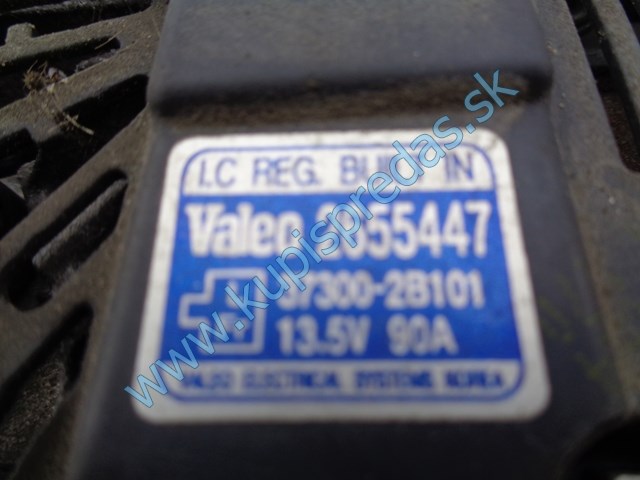 I.C REG. BUILT IN
Valeo 2655447
37300-2B101
13.5V 90A
VALEO ELECTRICAL SYSTEMS KOREA
www.kupispredas.sk